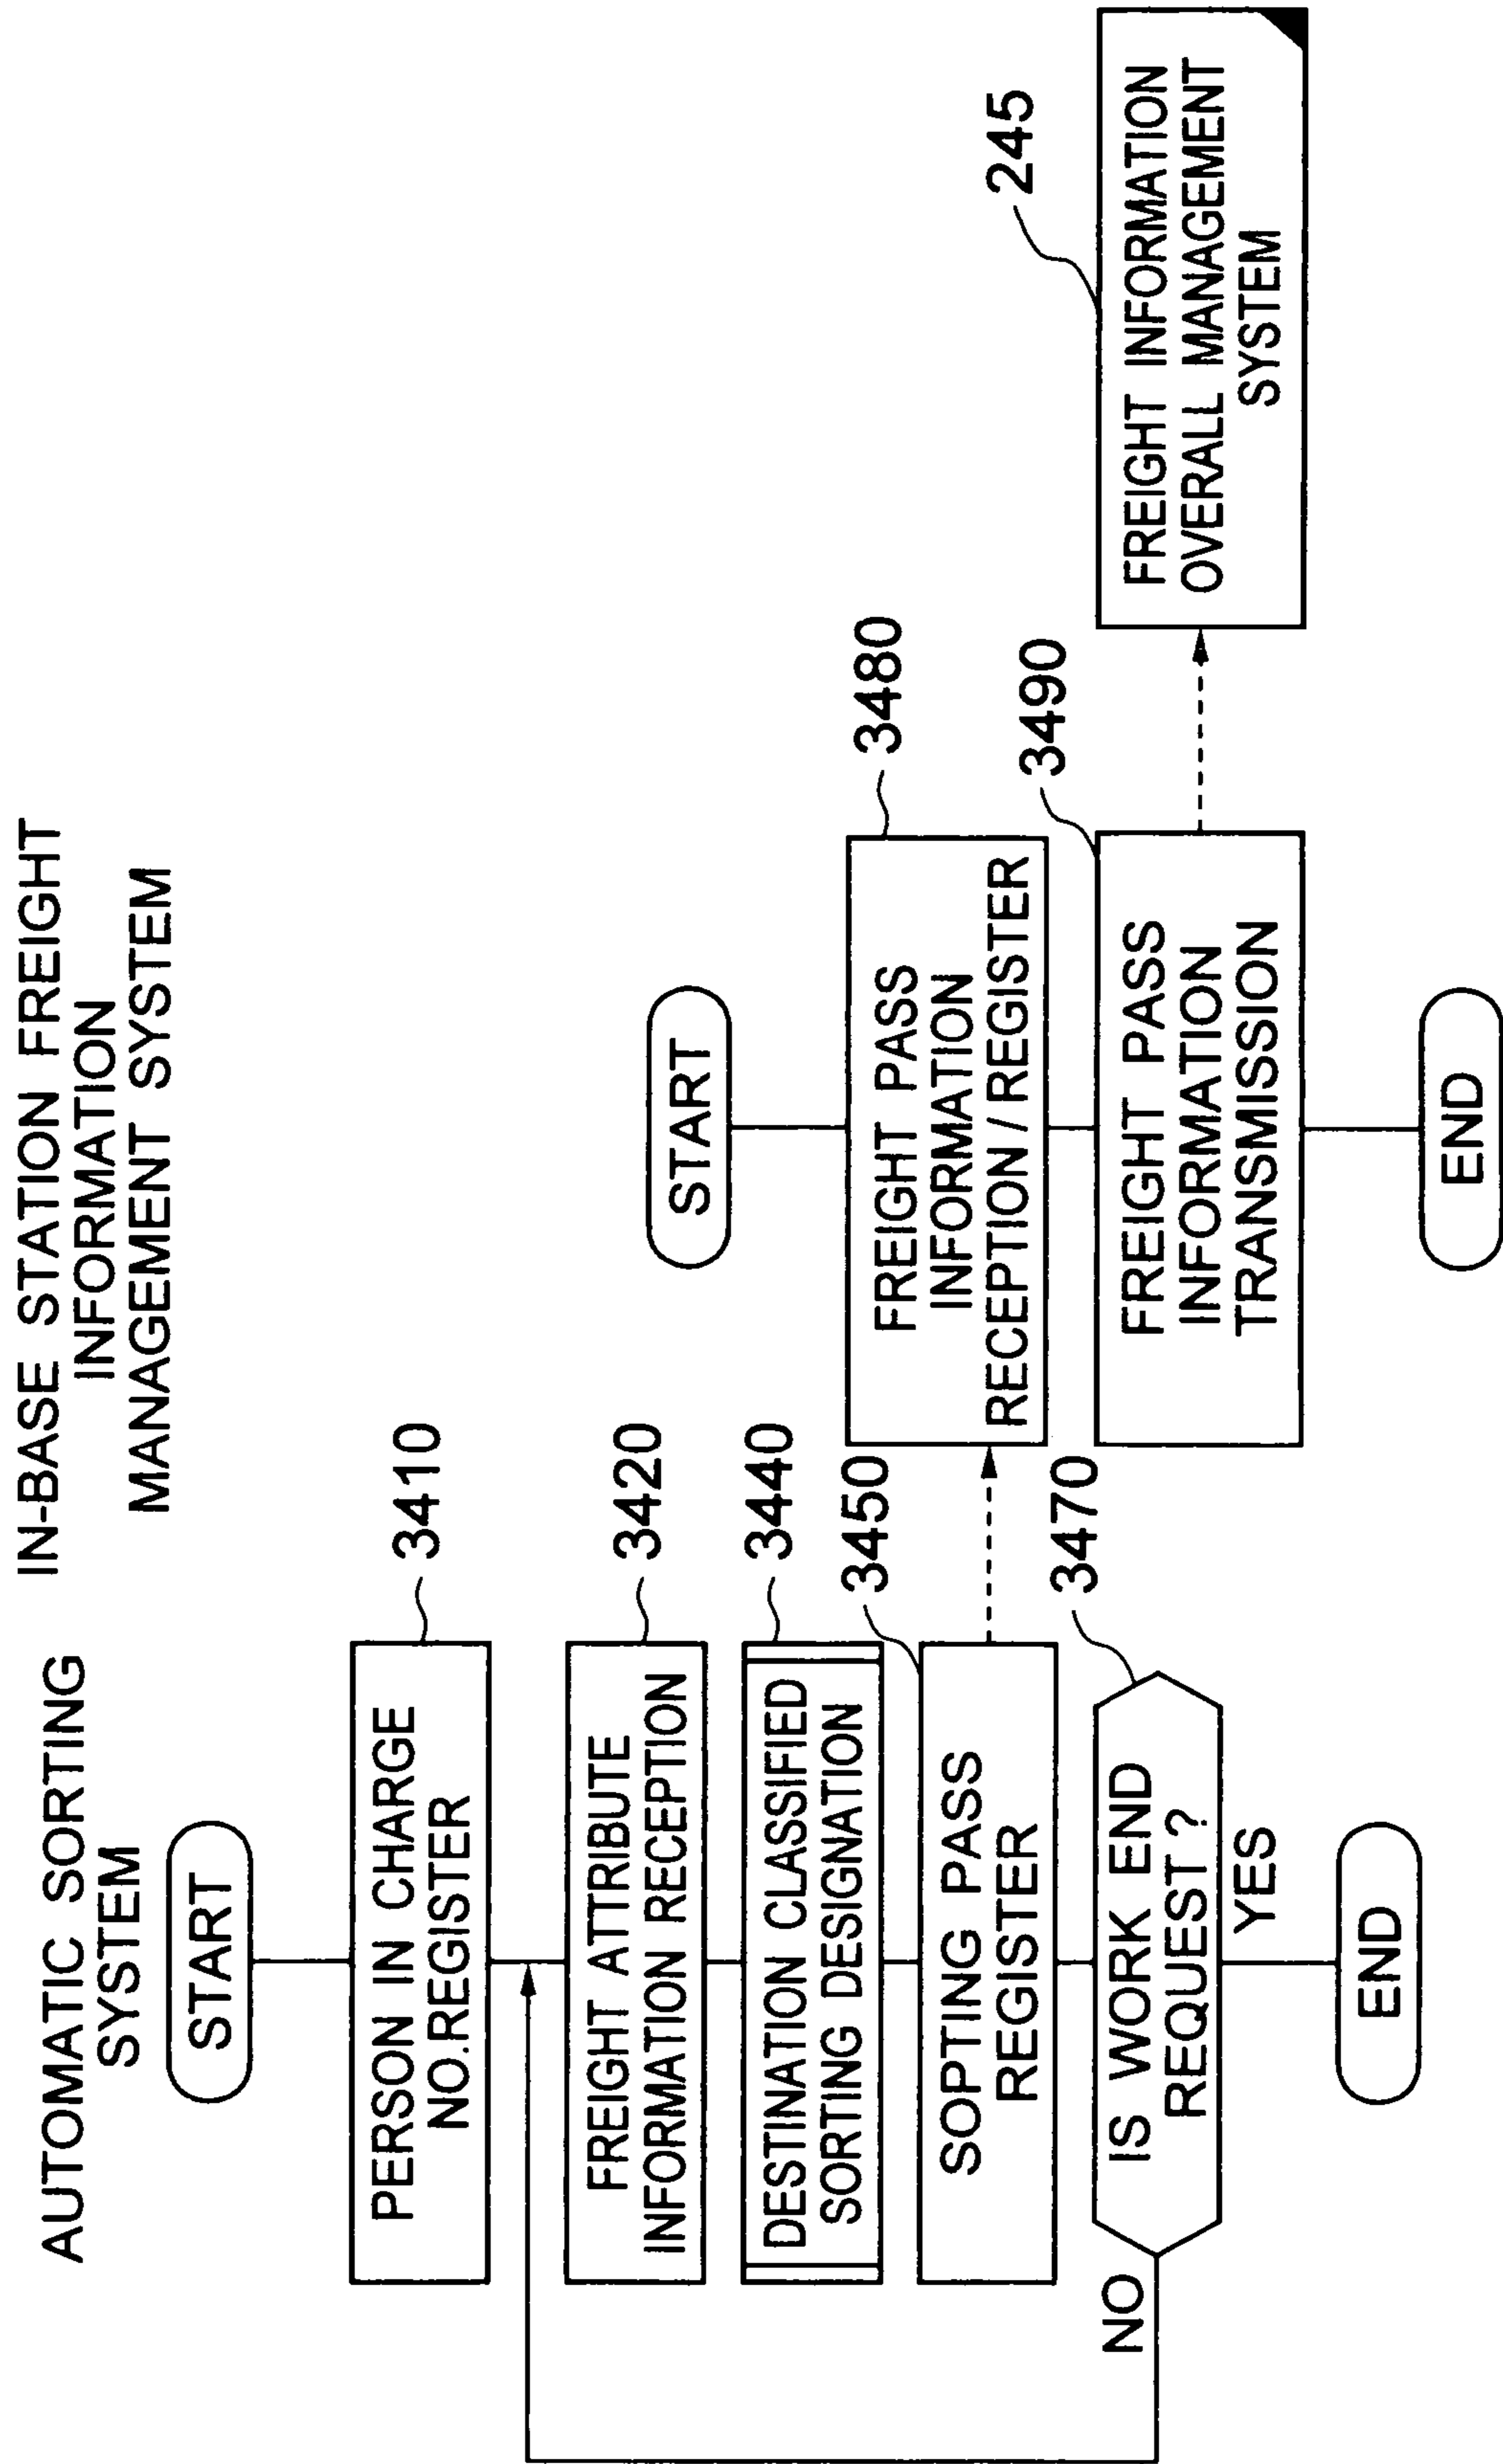 AUTOMATIC SORTING
SYSTEM
START
PERSON IN CHARGE
NO.REGISTER
3410
FREIGHT ATTRIBUTE
INFORMATION RECEPTION
3420
DESTINATION CLASSIFIED
SORTING DESIGNATION
3440
SOPTING PASS
REGISTER
3450
IS WORK END
REQUEST ?
3470
NO
YES
END
IN-BASE STATION FREIGHT
INFORMATION
MANAGEMENT SYSTEM
START
FREIGHT PASS
INFORMATION
RECEPTION / REGISTER
3480
FREIGHT PASS
INFORMATION
TRANSMISSION
3490
END
FREIGHT INFORMATION
OVERALL MANAGEMENT
SYSTEM
245